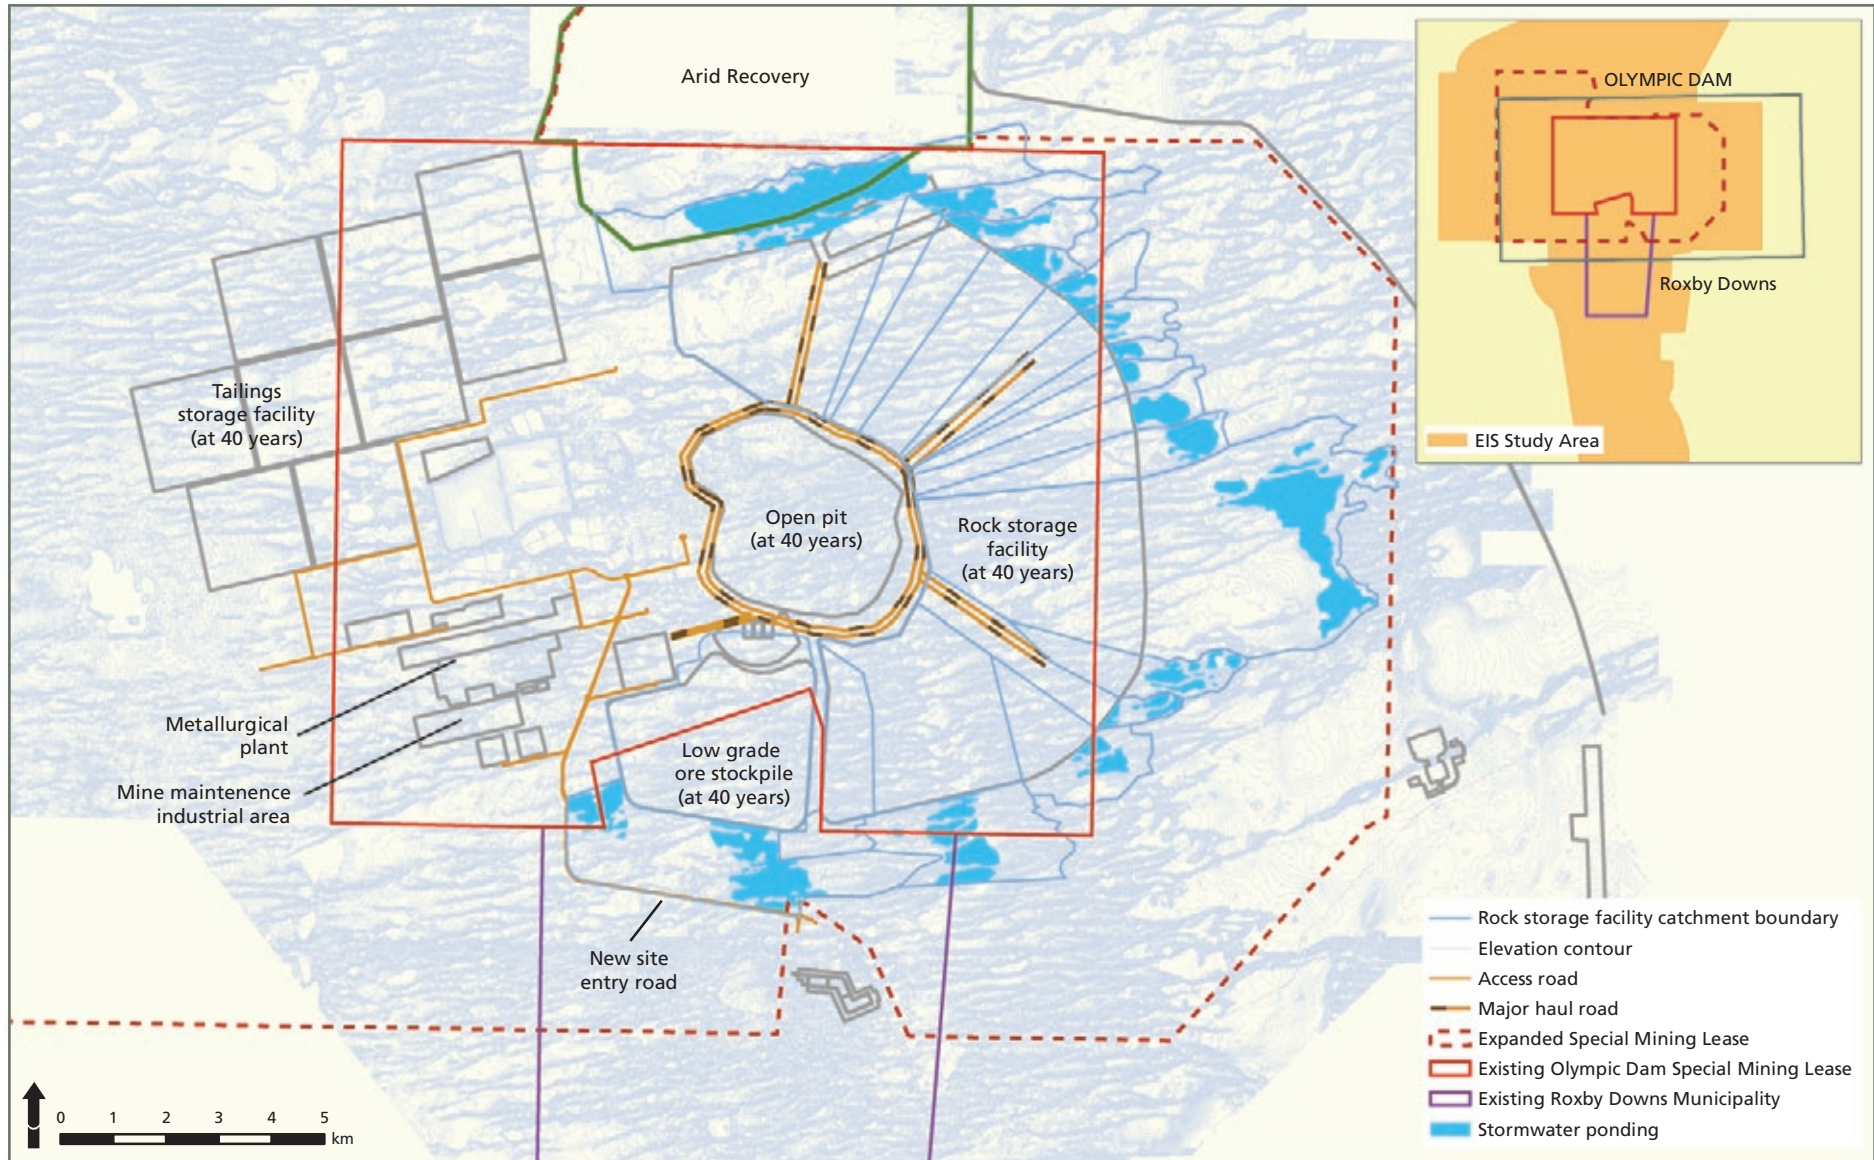 Arid Recovery
OLYMPIC DAM
Roxby Downs
EIS Study Area
Tailings
storage facility
(at 40 years)
Open pit
(at 40 years)
Rock storage
facility
(at 40 years)
Metallurgical
plant
Mine maintenence
industrial area
Low grade
ore stockpile
(at 40 years)
New site
entry road
Rock storage facility catchment boundary
Elevation contour
Access road
Major haul road
Expanded Special Mining Lease
Existing Olympic Dam Special Mining Lease
Existing Roxby Downs Municipality
Stormwater ponding
0 1 2 3 4 5
km